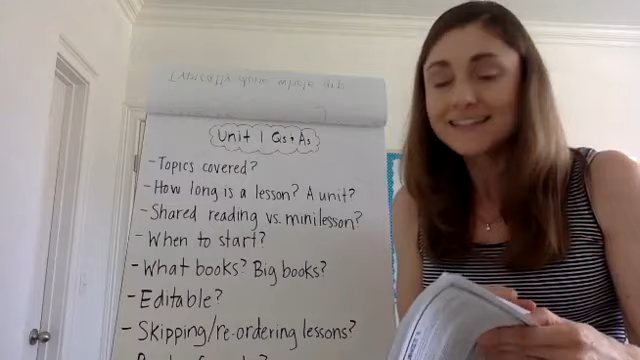 Unit 1 Qs + As
- Topics covered?
- How long is a lesson? A unit?
- Shared reading vs. minilesson?
- When to start?
- What books? Big books?
- Editable?
- Skipping/re-ordering lessons?